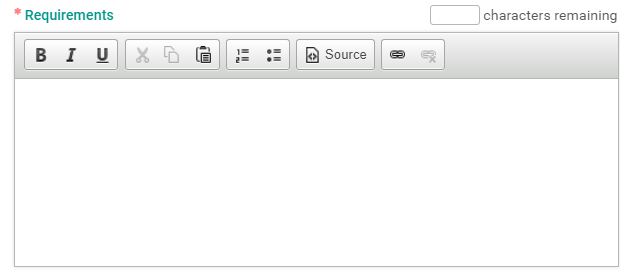 * Requirements
characters remaining
B I U Source